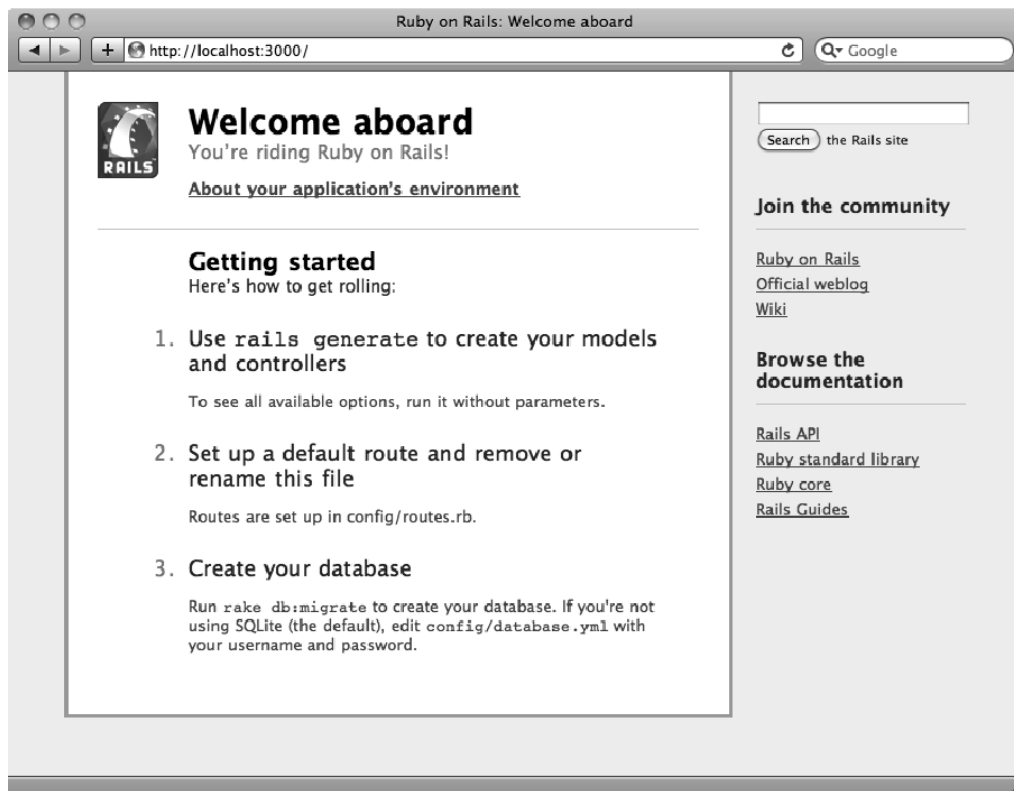 Ruby on Rails: Welcome aboard
http://localhost:3000/
Google
RAILS
Welcome aboard
You're riding Ruby on Rails!
About your application's environment
Getting started
Here's how to get rolling:
1. Use rails generate to create your models
and controllers
To see all available options, run it without parameters.
2. Set up a default route and remove or
rename this file
Routes are set up in config/routes.rb.
3. Create your database
Run rake db:migrate to create your database. If you're not
using SQLite (the default), edit config/database.yml with
your username and password.
Search the Rails site
Join the community
Ruby on Rails
Official weblog
Wiki
Browse the
documentation
Rails API
Ruby standard library
Ruby core
Rails Guides